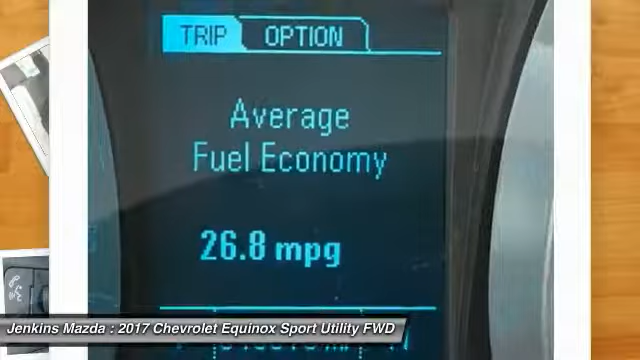 TRIP OPTION
Average
Fuel Economy
26.8 mpg
Jenkins Mazda : 2017 Chevrolet Equinox Sport Utility FWD